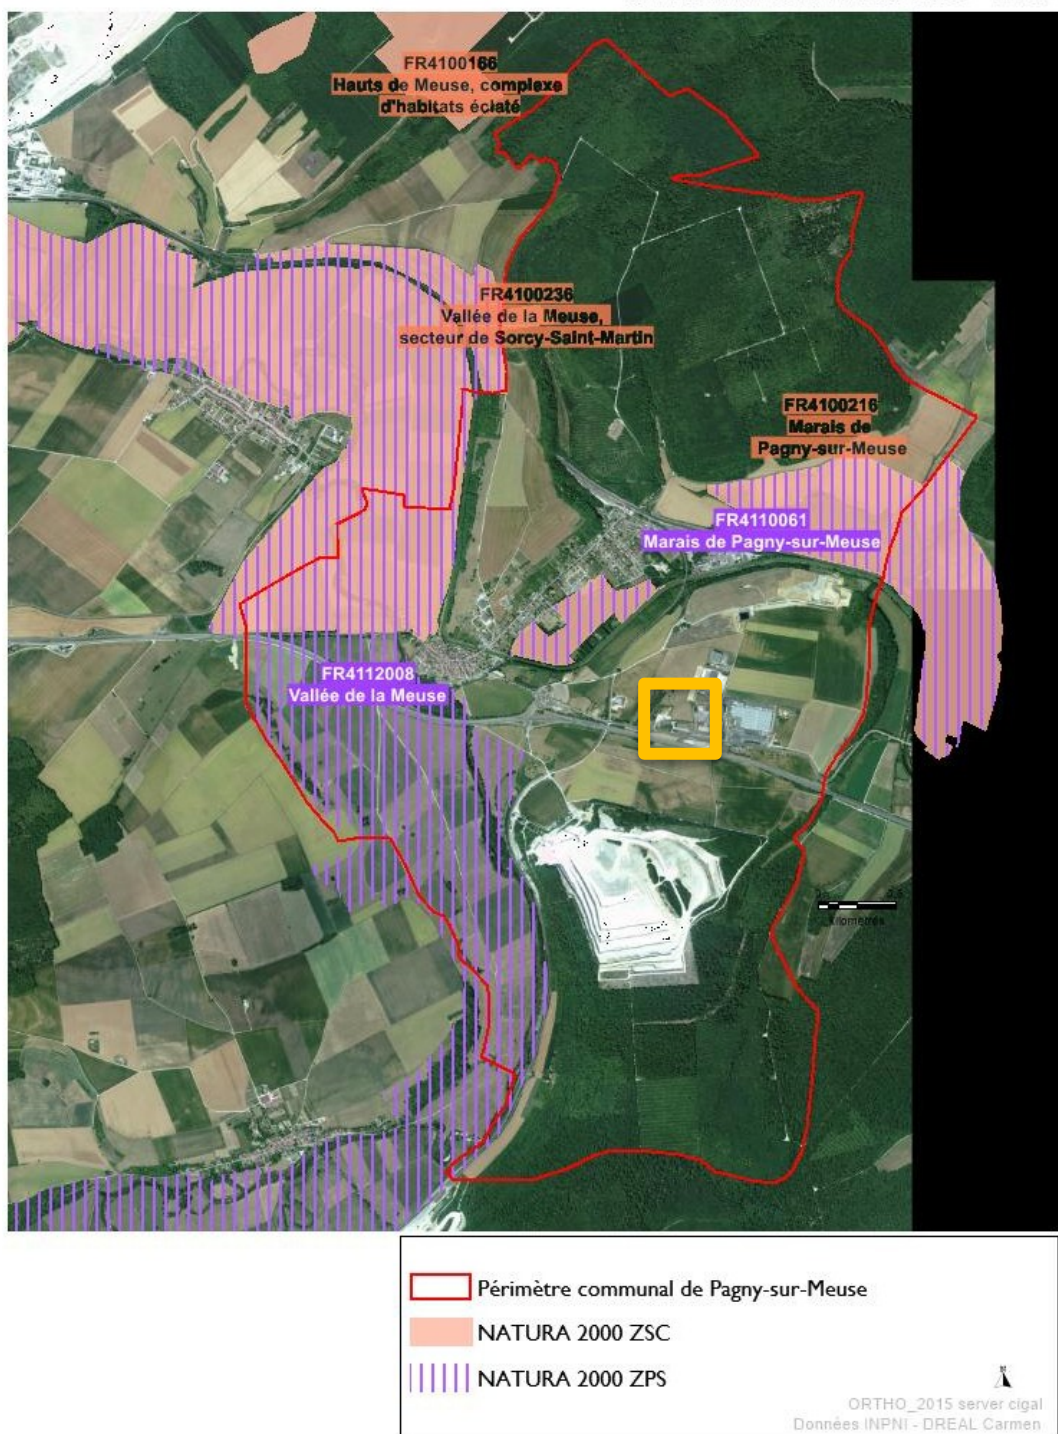 FR4100166
Hauts de Meuse, complexe
d'habitats éclaté
FR4100236
Vallée de la Meuse,
secteur de Sorcy-Saint-Martin
FR4100216
Marais de
Pagny-sur-Meuse
FR4110061
Marais de Pagny-sur-Meuse
FR4112008
Vallée de la Meuse
kilomètres
Périmètre communal de Pagny-sur-Meuse
NATURA 2000 ZSC
NATURA 2000 ZPS
N
ORTHO_2015 server cigal
Données INPNI - DREAL Carmen